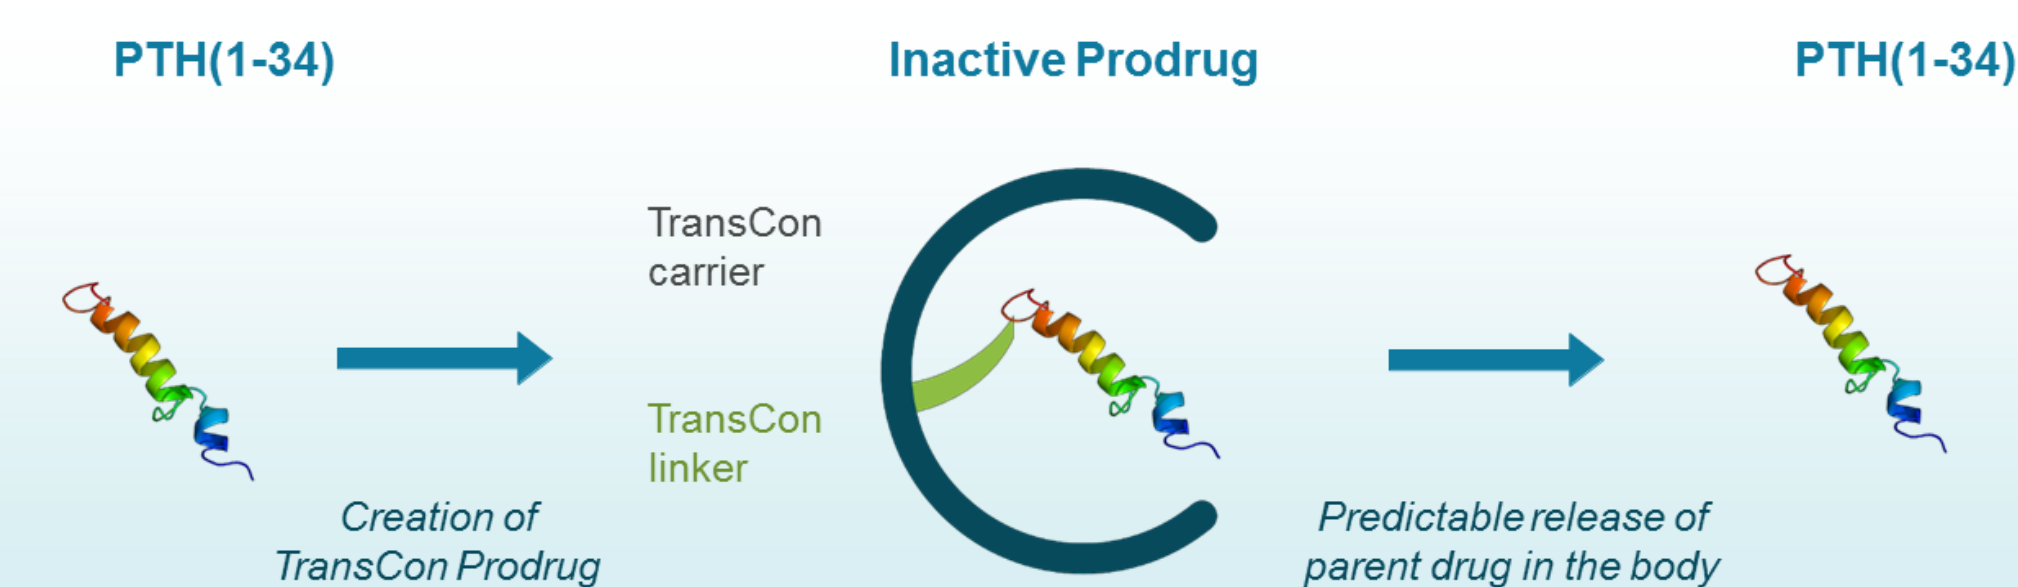 PTH(1-34)
Inactive Prodrug
PTH(1-34)
TransCon
carrier
TransCon
linker
Creation of
TransCon Prodrug
Predictable release of
parent drug in the body